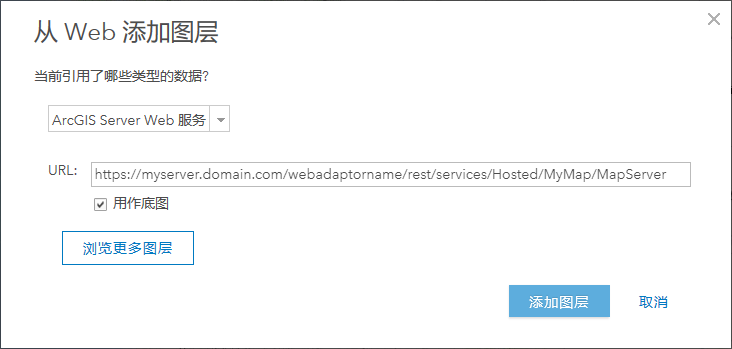 从 Web 添加图层
当前引用了哪些类型的数据?
ArcGIS Server Web 服务
URL: https://myserver.domain.com/webadaptorname/rest/services/Hosted/MyMap/MapServer
用作底图
浏览更多图层
添加图层 取消